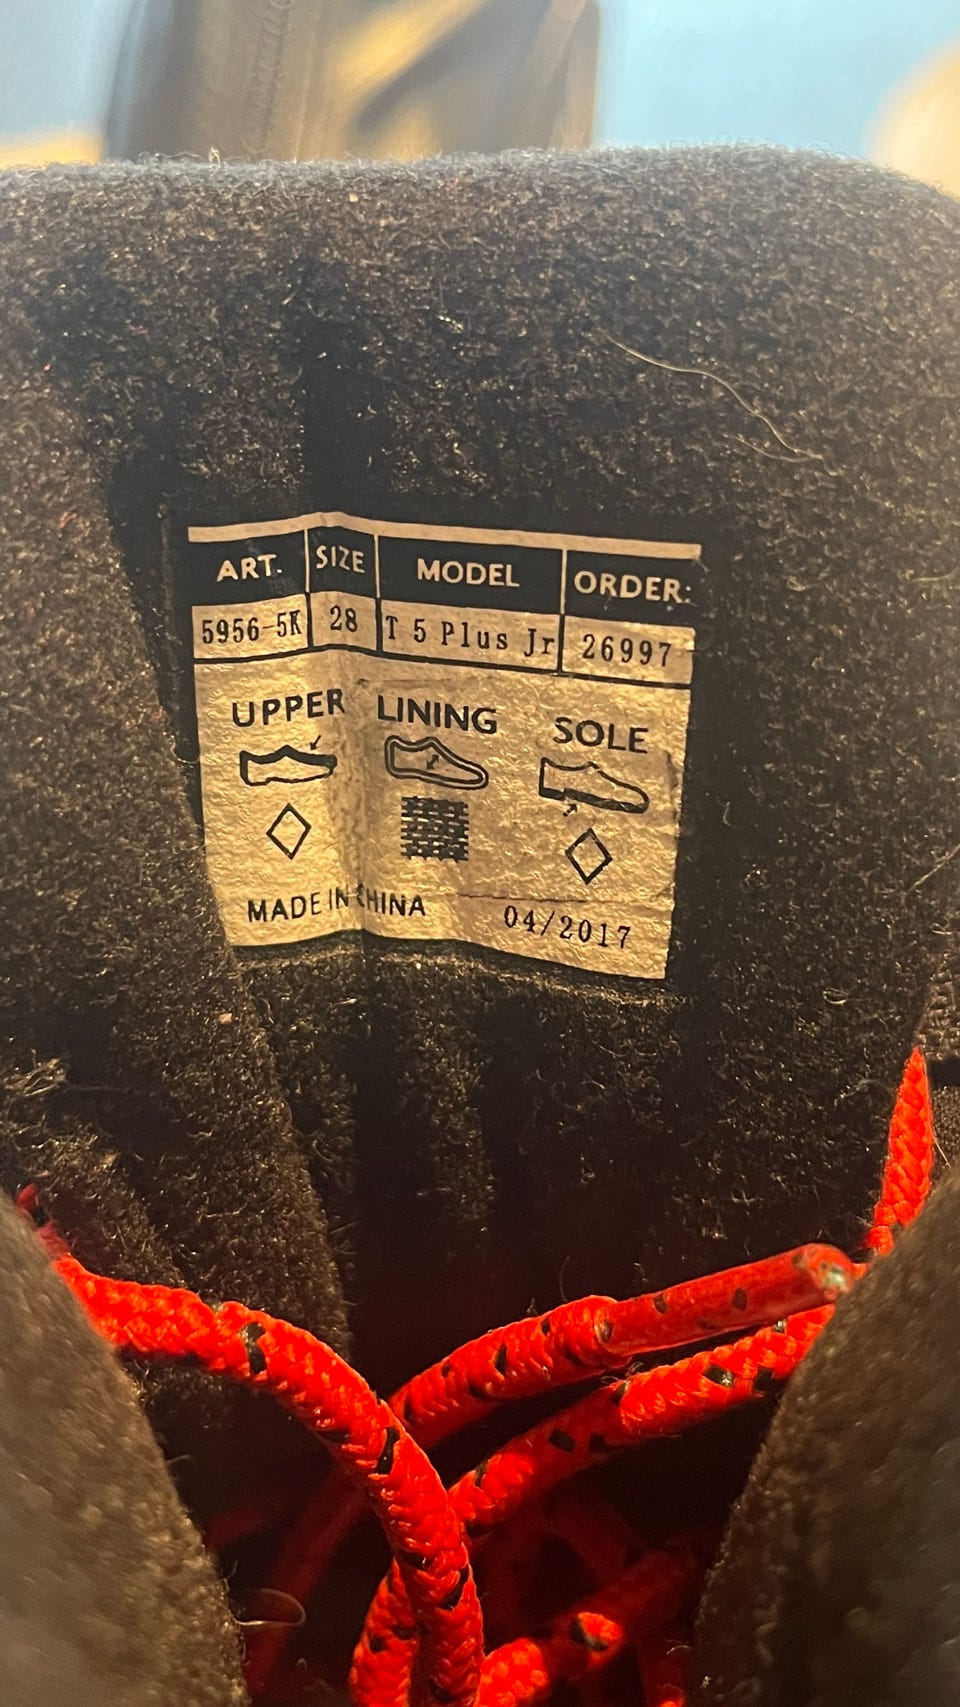 ART. SIZE MODEL ORDER:
5956-5K 28 T 5 Plus Jr 26997
UPPER LINING SOLE
MADE IN CHINA 04/2017